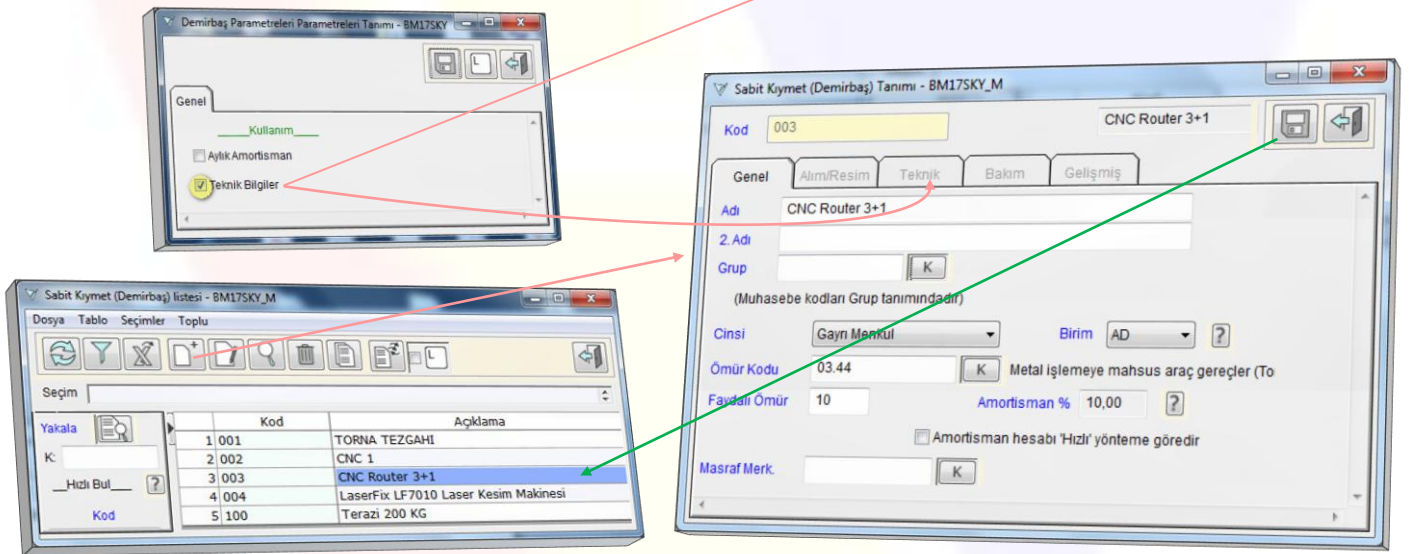 Demirbaş Parametreleri Parametreleri Tanımı - BM17SKY
L
Genel
_____Kullanım____
Aylık Amortisman
Teknik Bilgiler
Sabit Kıymet (Demirbaş) listesi - BM17SKY_M
Dosya Tablo Seçimler Toplu
L
Seçim
Yakala
K:
__Hızlı Bul___ ?
Kod
Kod Açıklama
1 001 TORNA TEZGAHI
2 002 CNC 1
3 003 CNC Router 3+1
4 004 LaserFix LF7010 Laser Kesim Makinesi
5 100 Terazi 200 KG
Sabit Kıymet (Demirbaş) Tanımı - BM17SKY_M
Kod 003 CNC Router 3+1
Genel Alım/Resim Teknik Bakım Gelişmiş
Adı CNC Router 3+1
2. Adı
Grup K
(Muhasebe kodları Grup tanımındadır)
Cinsi Gayrı Menkul Birim AD ?
Ömür Kodu 03.44 K Metal işlemeye mahsus araç gereçler (To
Faydalı Ömür 10 Amortisman % 10,00 ?
Amortisman hesabı 'Hızlı' yönteme göredir
Masraf Merk. K